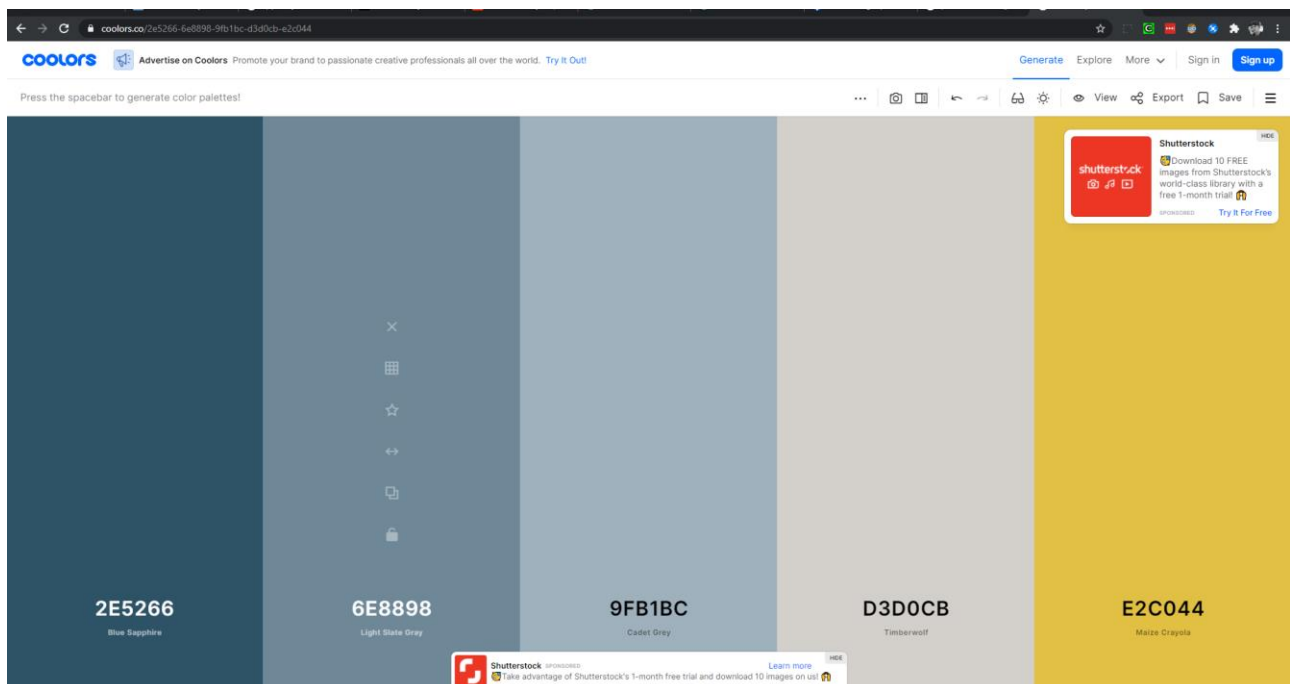 coolors.co/2e5266-6e8898-9fb1bc-d3d0cb-e2c044
coolors Advertise on Coolors Promote your brand to passionate creative professionals all over the world. Try It Out! Generate Explore More Sign in Sign up
Press the spacebar to generate color palettes! View Export Save
HIDE
Shutterstock
shutterstock
Download 10 FREE
images from Shutterstock's
world-class library with a
free 1-month trial!
SPONSORED Try It For Free
2E5266 6E8898 9FB1BC D3D0CB E2C044
Blue Sapphire Light Slate Gray Cadet Grey Timberwolf Maize Crayola
Shutterstock SPONSORED Learn more HIDE
Take advantage of Shutterstock's 1-month free trial and download 10 images on us!